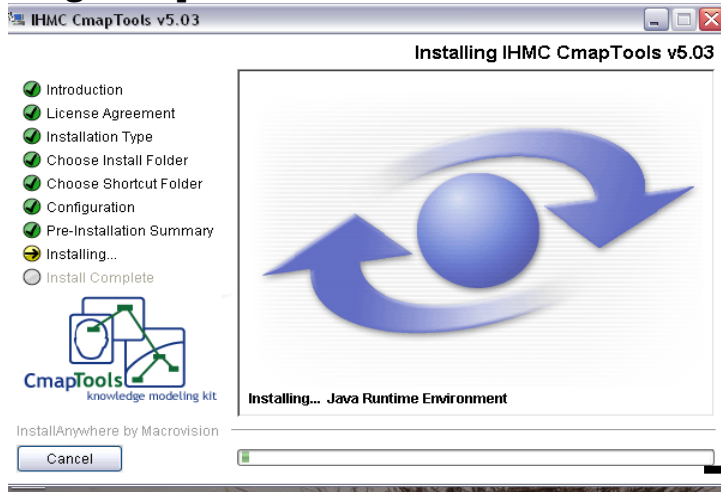 IHMC CmapTools v5.03
Installing IHMC CmapTools v5.03
Introduction
License Agreement
Installation Type
Choose Install Folder
Choose Shortcut Folder
Configuration
Pre-Installation Summary
Installing...
Install Complete
CmapTools
knowledge modeling kit
Installing... Java Runtime Environment
InstallAnywhere by Macrovision
Cancel